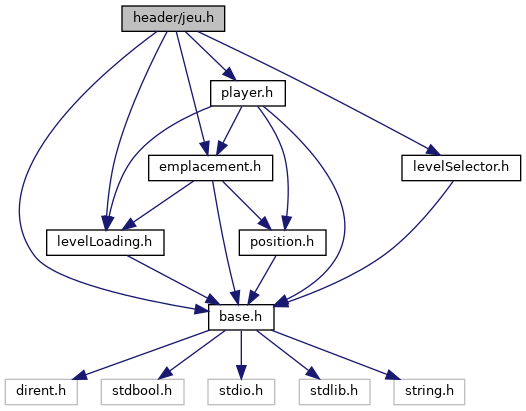 header/jeu.h
player.h
emplacement.h
levelSelector.h
levelLoading.h
position.h
base.h
dirent.h
stdbool.h
stdio.h
stdlib.h
string.h